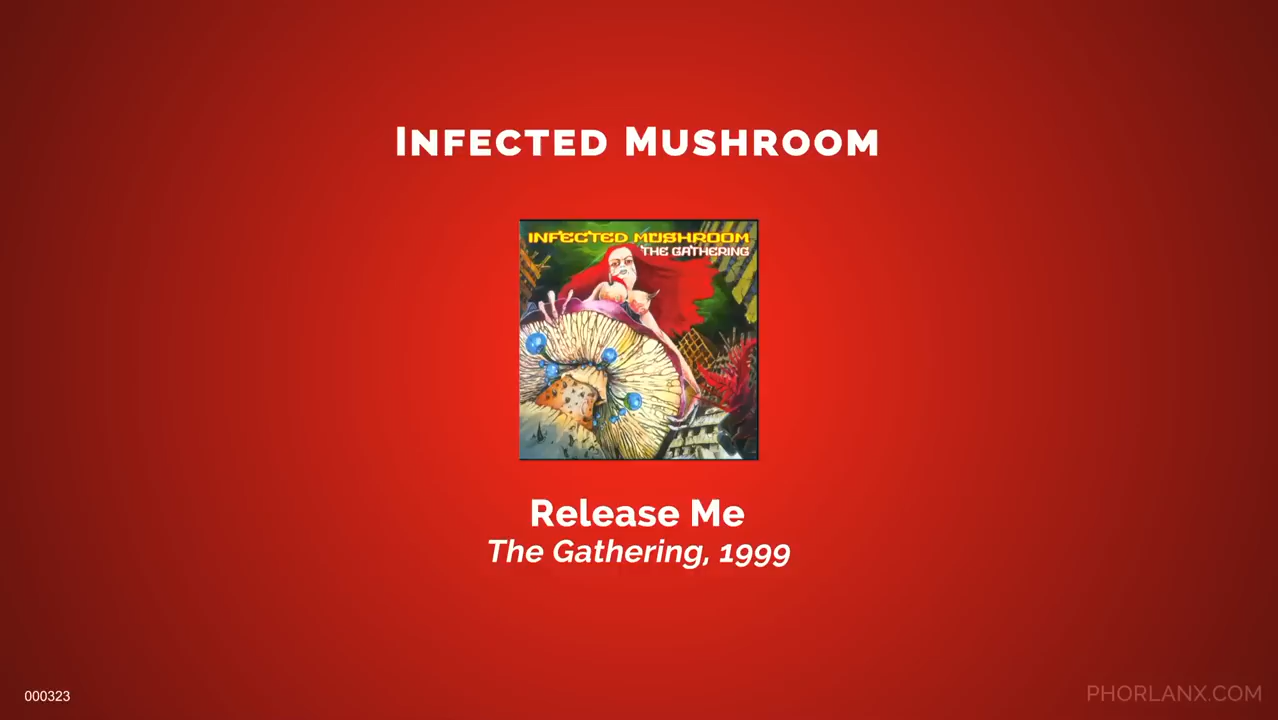 Infected Mushroom
INFECTED MUSHROOM
THE GATHERING
Release Me
The Gathering, 1999
000323
PHORLANX.COM